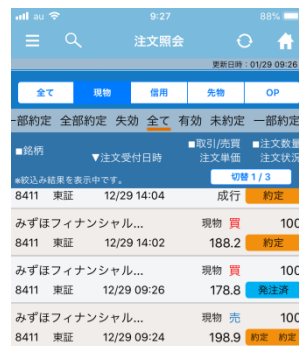 au 9:27 88%
注文照会
更新日時：01/29 09:26
全て 現物 信用 先物 OP
一部約定 全部約定 失効 全て 有効 未約定 一部約定
■銘柄 ▼注文受付日時 ■取引/売買 ■注文数量
注文単価 注文状況
※絞込み結果を表示中です。 切替 1 / 3
8411 東証 12/29 14:04 成行 約定
みずほフィナンシャル... 現物 買 100
8411 東証 12/29 14:02 188.2 約定
みずほフィナンシャル... 現物 買 100
8411 東証 12/29 09:26 178.8 発注済
みずほフィナンシャル... 現物 売 100
8411 東証 12/29 09:24 198.9 約定 約定